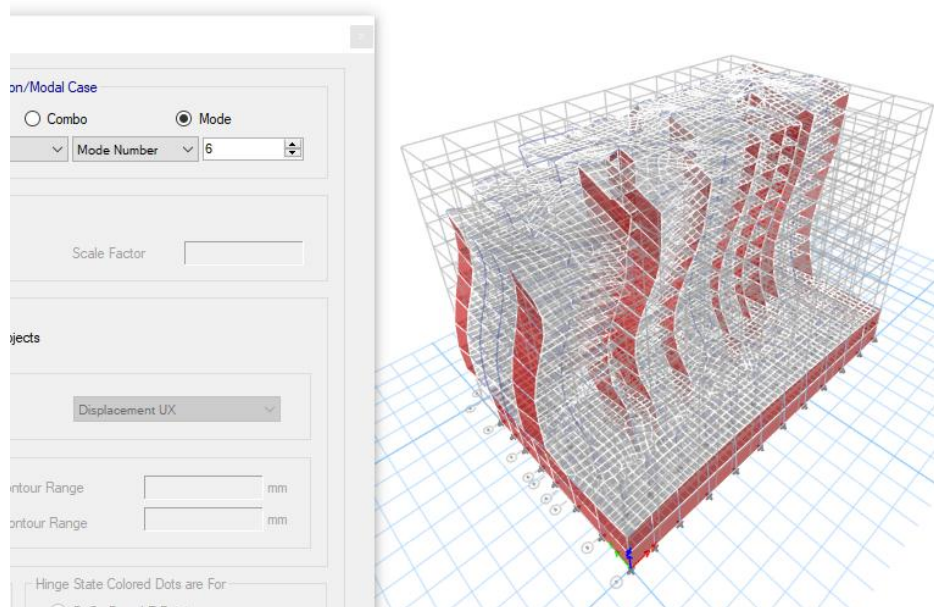 on/Modal Case
Combo
Mode
Mode Number
6
Scale Factor
bjects
Displacement UX
ontour Range
mm
ontour Range
mm
Hinge State Colored Dots are For